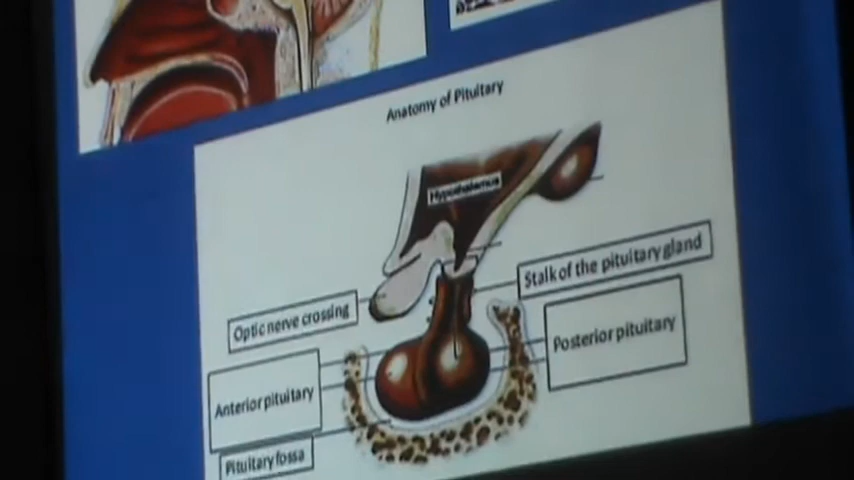 Anatomy of Pituitary
Hypothalamus
Stalk of the pituitary gland
Optic nerve crossing
Posterior pituitary
Anterior pituitary
Pituitary fossa